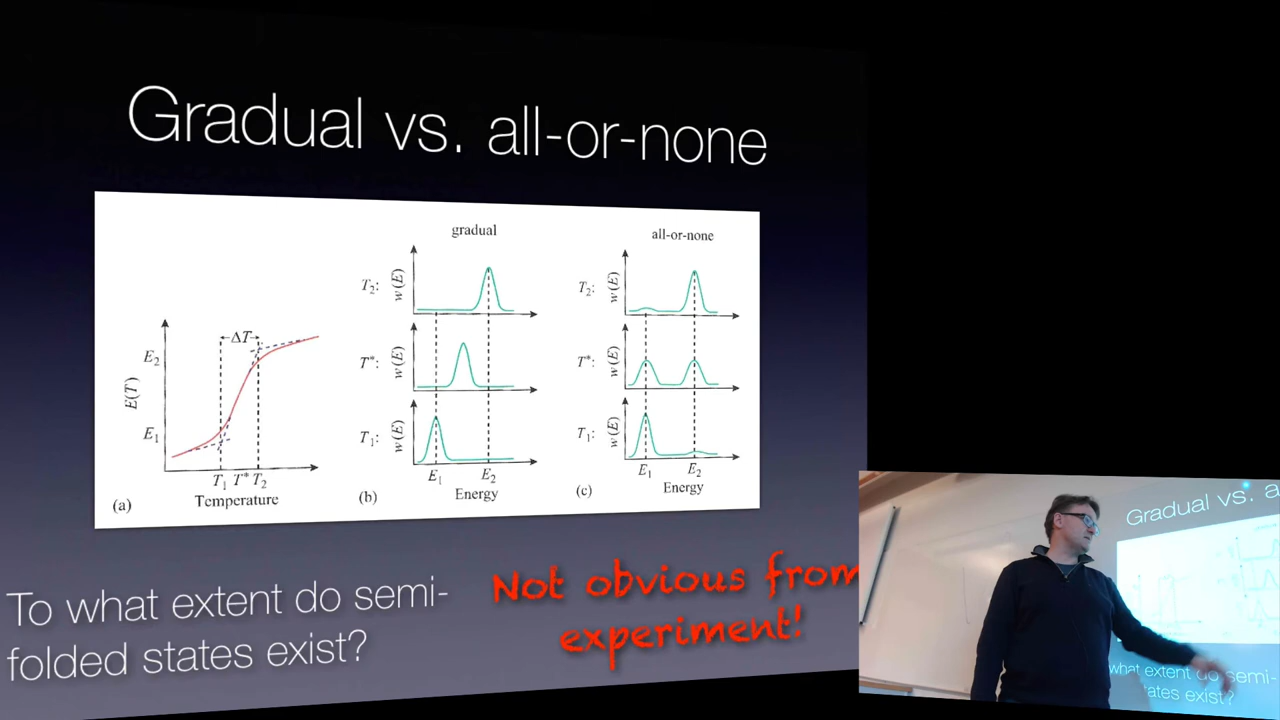 Gradual vs. all-or-none
gradual
all-or-none
T₂:
w(E)
T₂:
w(E)
T*:
w(E)
T*:
w(E)
T₁:
w(E)
T₁:
w(E)
E₁
E₂
Energy
E₁
E₂
Energy
(b)
(c)
ΔT
E₂
E(T)
E₁
T₁ T* T₂
Temperature
(a)
To what extent do semi-
folded states exist?
Not obvious from
experiment!
Gradual vs. a
what extent do semi-
states exist?